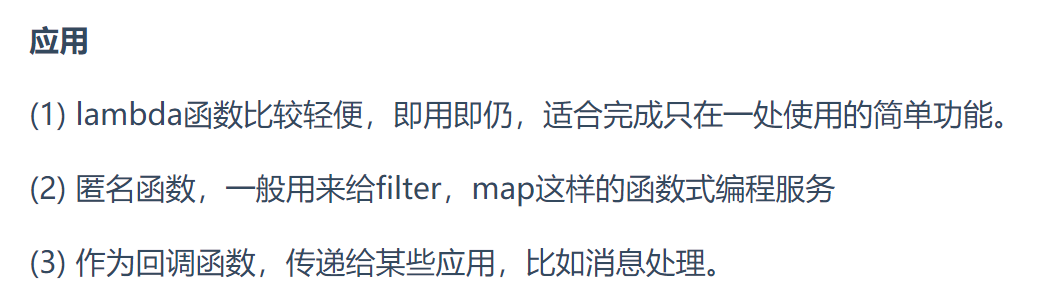 应用
(1) lambda函数比较轻便，即用即仍，适合完成只在一处使用的简单功能。
(2) 匿名函数，一般用来给filter，map这样的函数式编程服务
(3) 作为回调函数，传递给某些应用，比如消息处理。